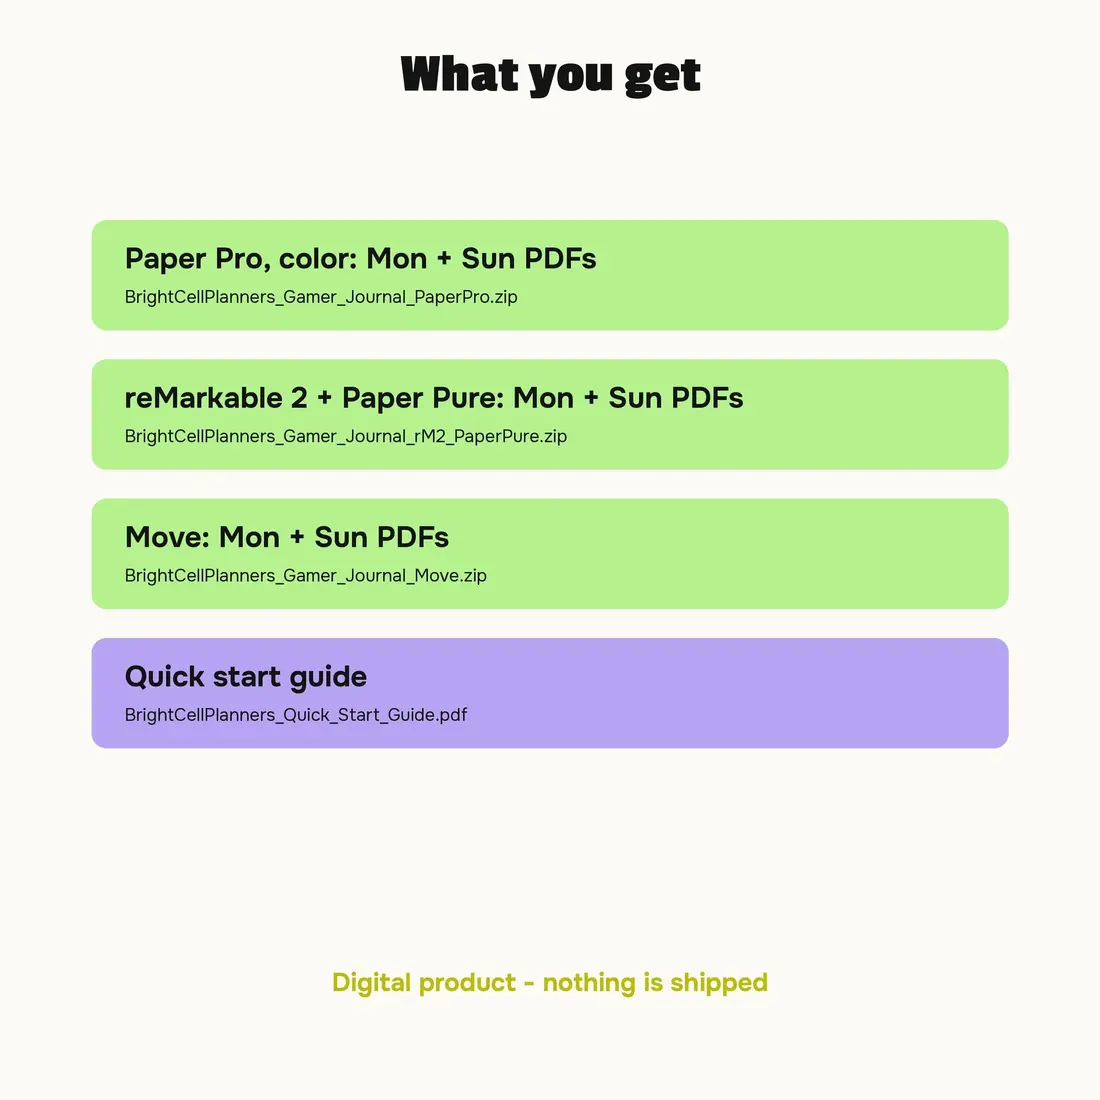 What you get
Paper Pro, color: Mon + Sun PDFs
BrightCellPlanners_Gamer_Journal_PaperPro.zip
reMarkable 2 + Paper Pure: Mon + Sun PDFs
BrightCellPlanners_Gamer_Journal_rM2_PaperPure.zip
Move: Mon + Sun PDFs
BrightCellPlanners_Gamer_Journal_Move.zip
Quick start guide
BrightCellPlanners_Quick_Start_Guide.pdf
Digital product - nothing is shipped